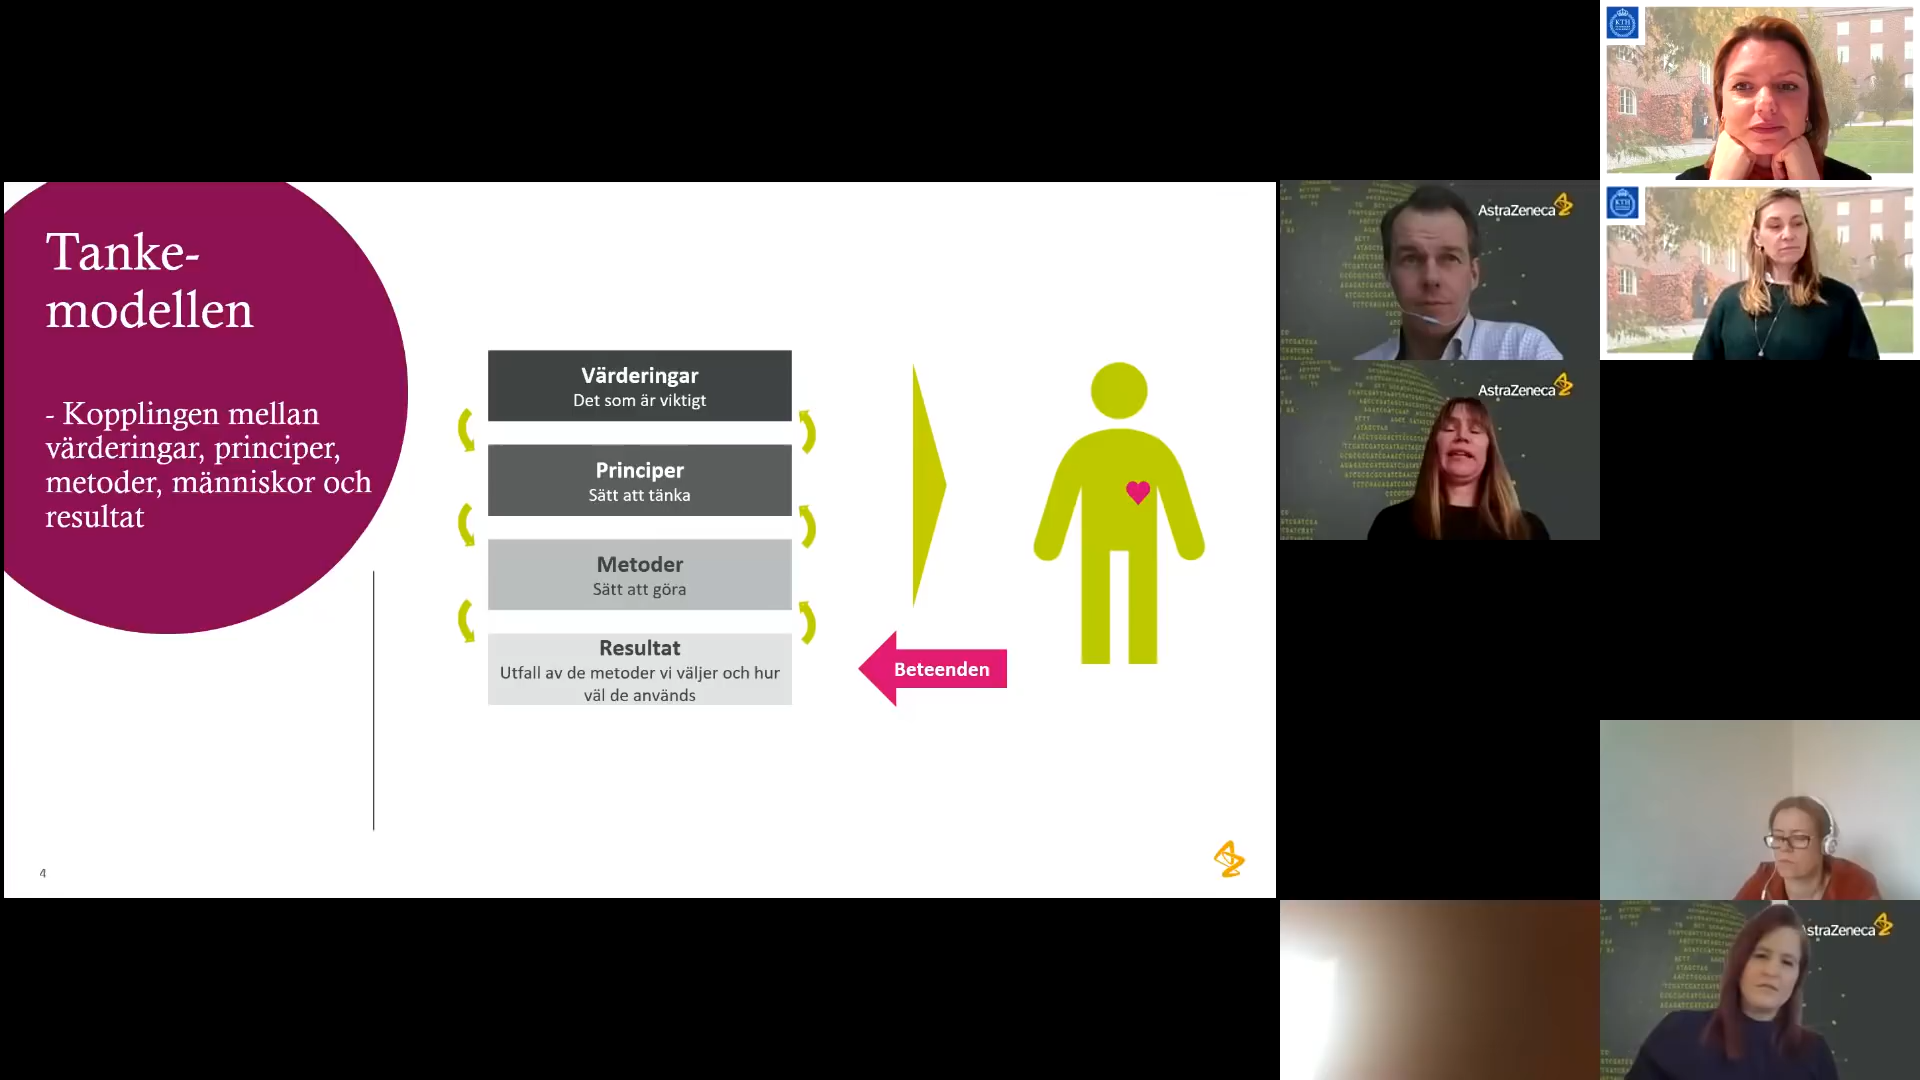 Tanke-
modellen
- Kopplingen mellan
värderingar, principer,
metoder, människor och
resultat
Värderingar
Det som är viktigt
Principer
Sätt att tänka
Metoder
Sätt att göra
Resultat
Utfall av de metoder vi väljer och hur
väl de används
Beteenden
4
KTH
KTH
AstraZeneca
AstraZeneca
straZeneca